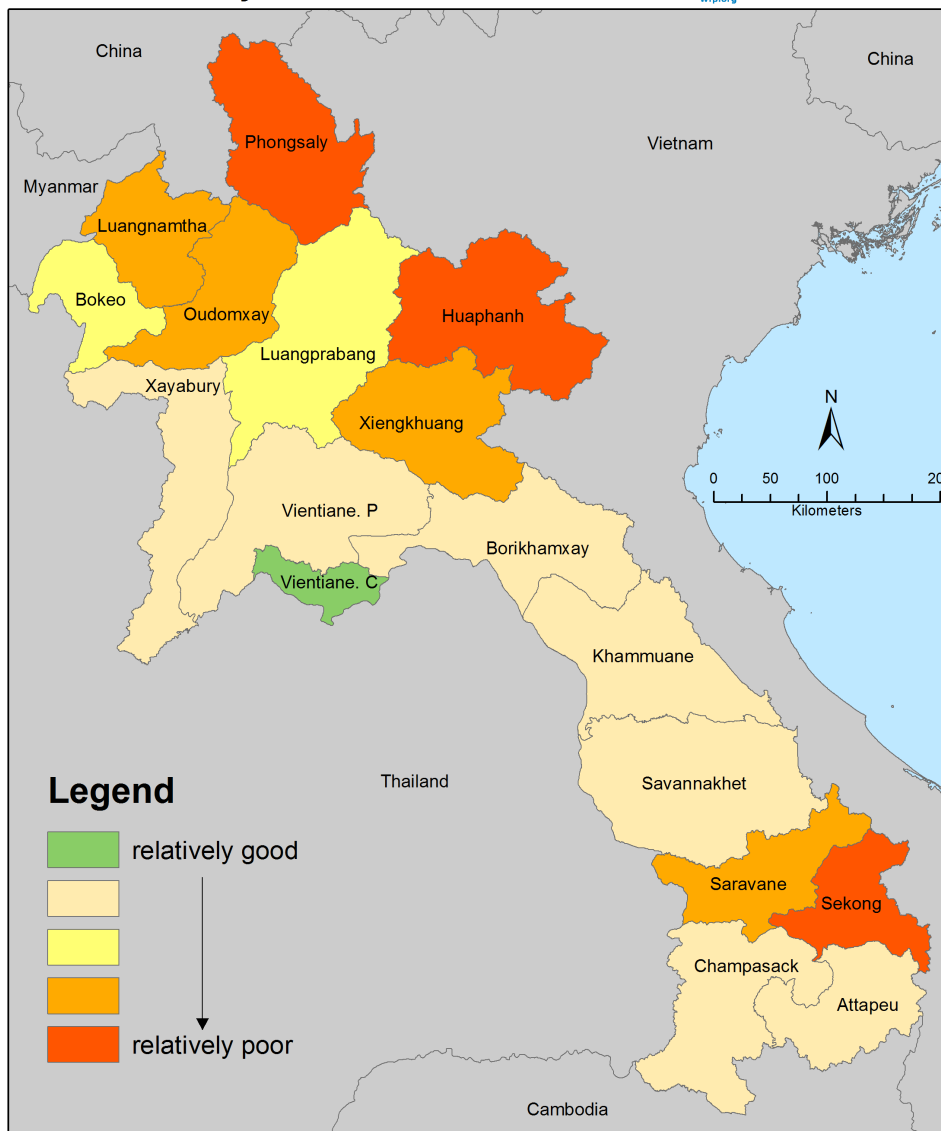 China
China
Phongsaly
Vietnam
Myanmar
Luangnamtha
Bokeo
Oudomxay
Huaphanh
Luangprabang
Xayabury
N
Xiengkhuang
0 50 100 20
Kilometers
Vientiane. P
Borikhamxay
Vientiane. C
Khammuane
Thailand
Savannakhet
Legend
relatively good
Saravane
Sekong
Champasack
Attapeu
relatively poor
Cambodia